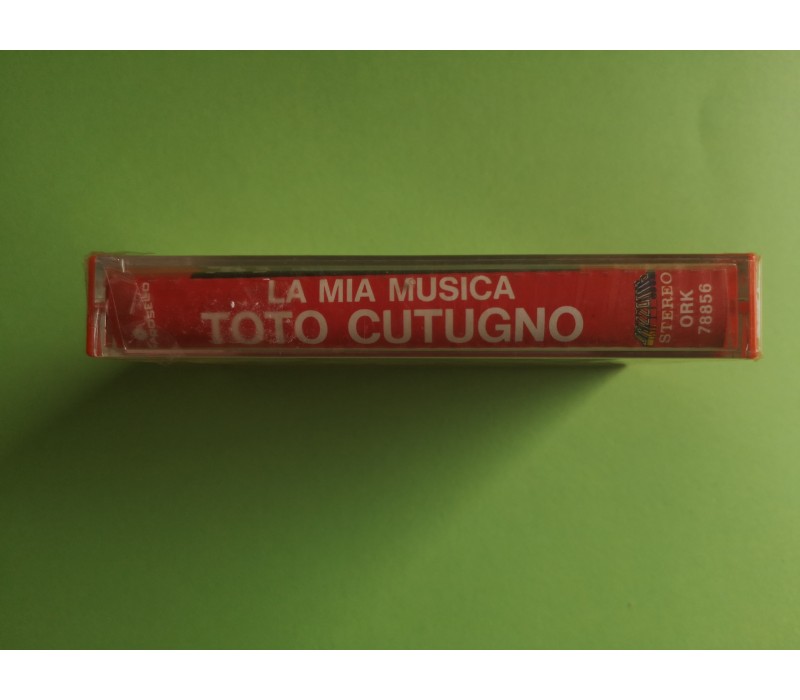 LA MIA MUSICA
TOTO CUTUGNO
STEREO
ORK
78856